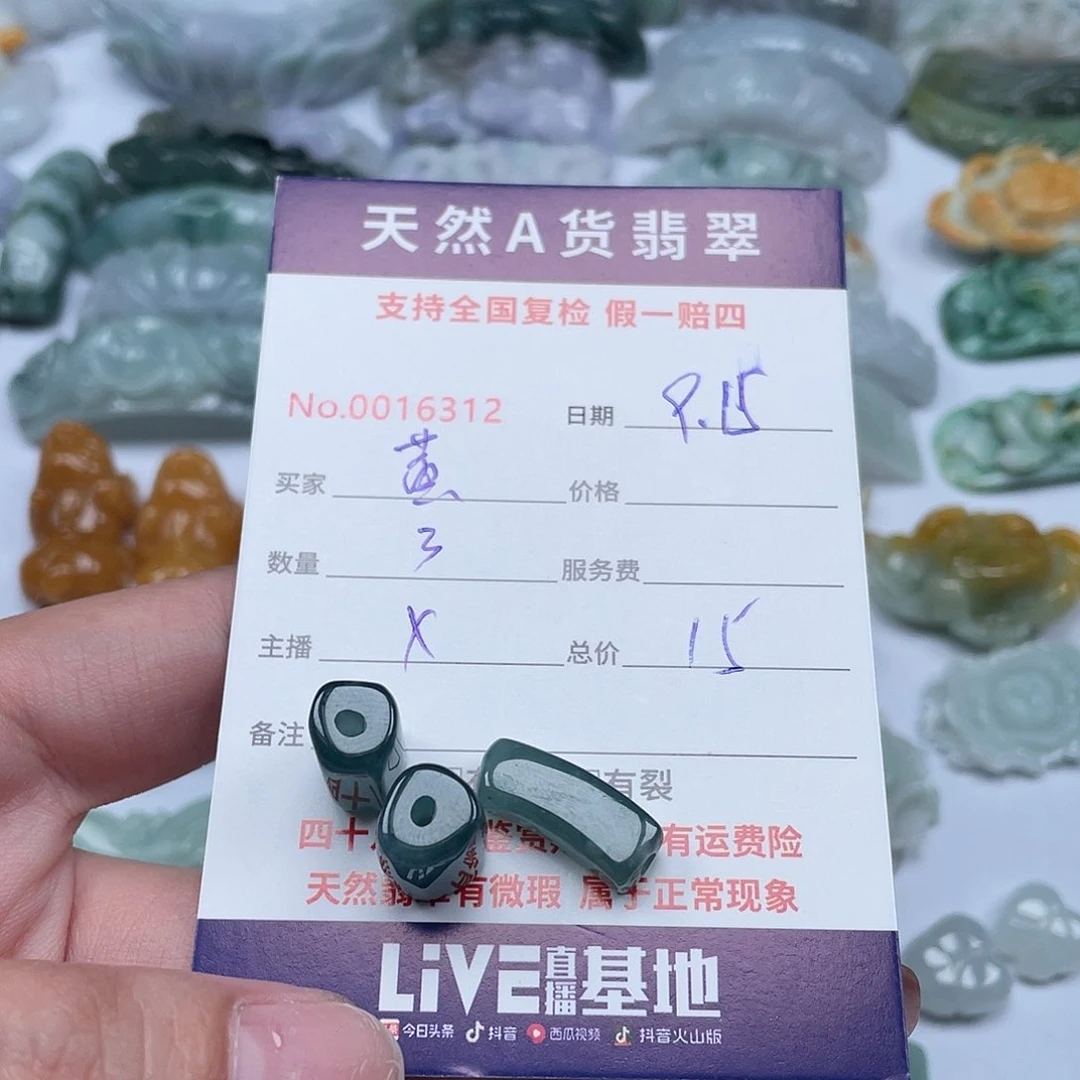 天然A货翡翠
支持全国复检 假一赔四
No.0016312 日期 9.15
买家 黄 价格
数量 3 服务费
主播 X 总价 15
备注
有裂
四十 鉴赏 有运费险
天然翡翠有微瑕 属于正常现象
LiVE直播基地
今日头条 抖音 西瓜视频 抖音火山版